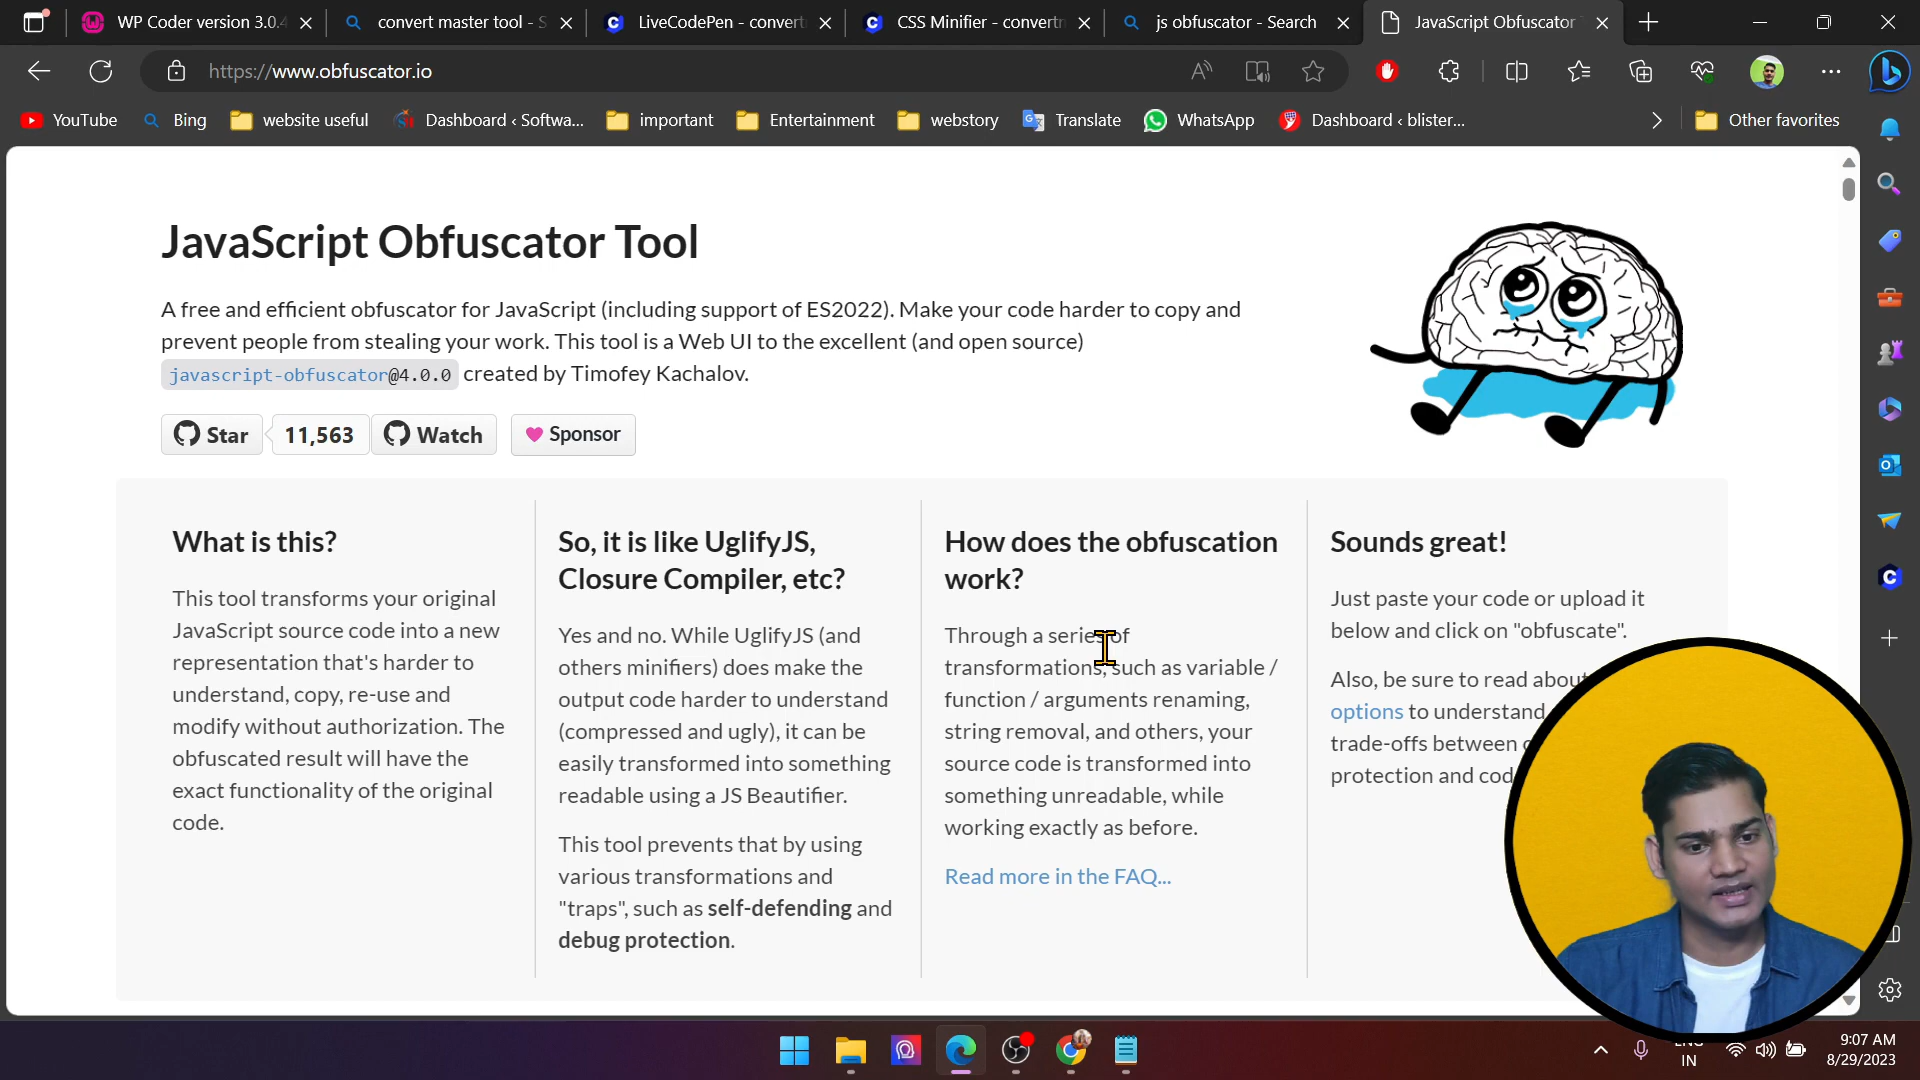 WP Coder version 3.0.4
convert master tool - S
LiveCodePen - convert
CSS Minifier - convertm
js obfuscator - Search
JavaScript Obfuscator
https://www.obfuscator.io
YouTube
Bing
website useful
Dashboard ‹ Softwa...
important
Entertainment
webstory
Translate
WhatsApp
Dashboard ‹ blister...
Other favorites
JavaScript Obfuscator Tool
A free and efficient obfuscator for JavaScript (including support of ES2022). Make your code harder to copy and
prevent people from stealing your work. This tool is a Web UI to the excellent (and open source)
javascript-obfuscator@4.0.0 created by Timofey Kachalov.
Star
11,563
Watch
Sponsor
What is this?
This tool transforms your original
JavaScript source code into a new
representation that's harder to
understand, copy, re-use and
modify without authorization. The
obfuscated result will have the
exact functionality of the original
code.
So, it is like UglifyJS,
Closure Compiler, etc?
Yes and no. While UglifyJS (and
others minifiers) does make the
output code harder to understand
(compressed and ugly), it can be
easily transformed into something
readable using a JS Beautifier.
This tool prevents that by using
various transformations and
"traps", such as self-defending and
debug protection.
How does the obfuscation
work?
Through a series of
transformations, such as variable /
function / arguments renaming,
string removal, and others, your
source code is transformed into
something unreadable, while
working exactly as before.
Read more in the FAQ...
Sounds great!
Just paste your code or upload it
below and click on "obfuscate".
Also, be sure to read about
options to understand
trade-offs between
protection and cod
ENG
IN
9:07 AM
8/29/2023